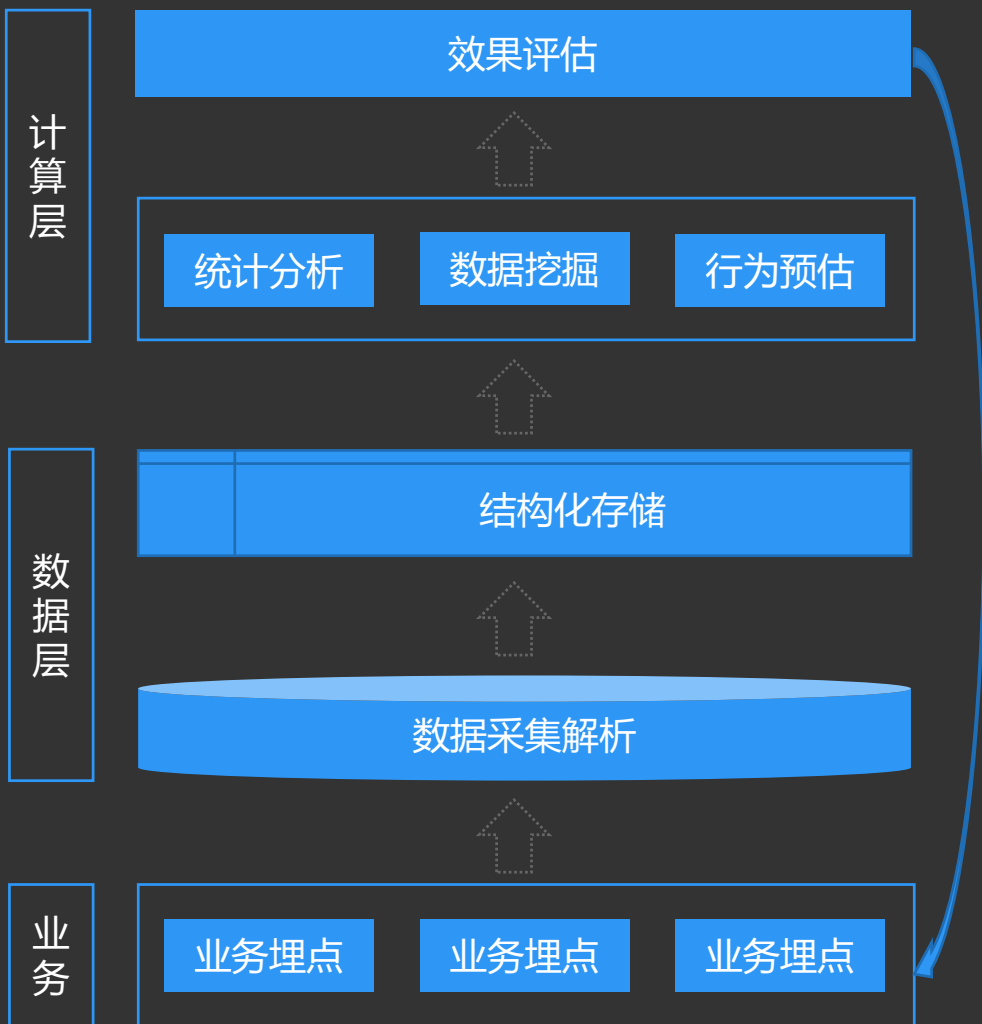 效果评估
计算层
统计分析
数据挖掘
行为预估
结构化存储
数据层
数据采集解析
业务
业务埋点
业务埋点
业务埋点